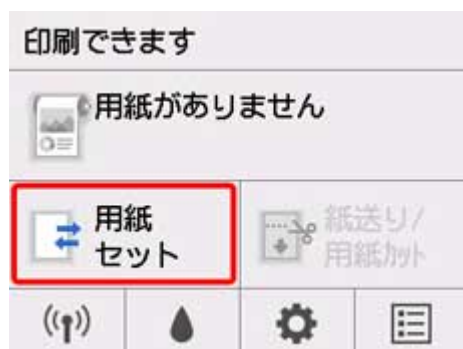 印刷できます
用紙がありません
用紙
セット
紙送り/
用紙ｶｯﾄ